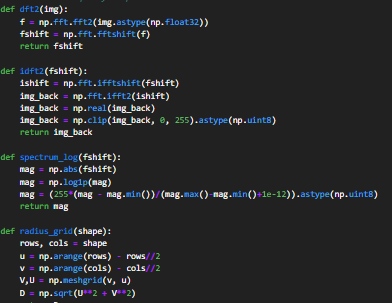 def dft2(img):
    f = np.fft.fft2(img.astype(np.float32))
    fshift = np.fft.fftshift(f)
    return fshift

def idft2(fshift):
    ishift = np.fft.ifftshift(fshift)
    img_back = np.fft.ifft2(ishift)
    img_back = np.real(img_back)
    img_back = np.clip(img_back, 0, 255).astype(np.uint8)
    return img_back

def spectrum_log(fshift):
    mag = np.abs(fshift)
    mag = np.log1p(mag)
    mag = (255*(mag - mag.min())/(mag.max()-mag.min()+1e-12)).astype(np.uint8)
    return mag

def radius_grid(shape):
    rows, cols = shape
    u = np.arange(rows) - rows//2
    v = np.arange(cols) - cols//2
    V,U = np.meshgrid(v, u)
    D = np.sqrt(U**2 + V**2)